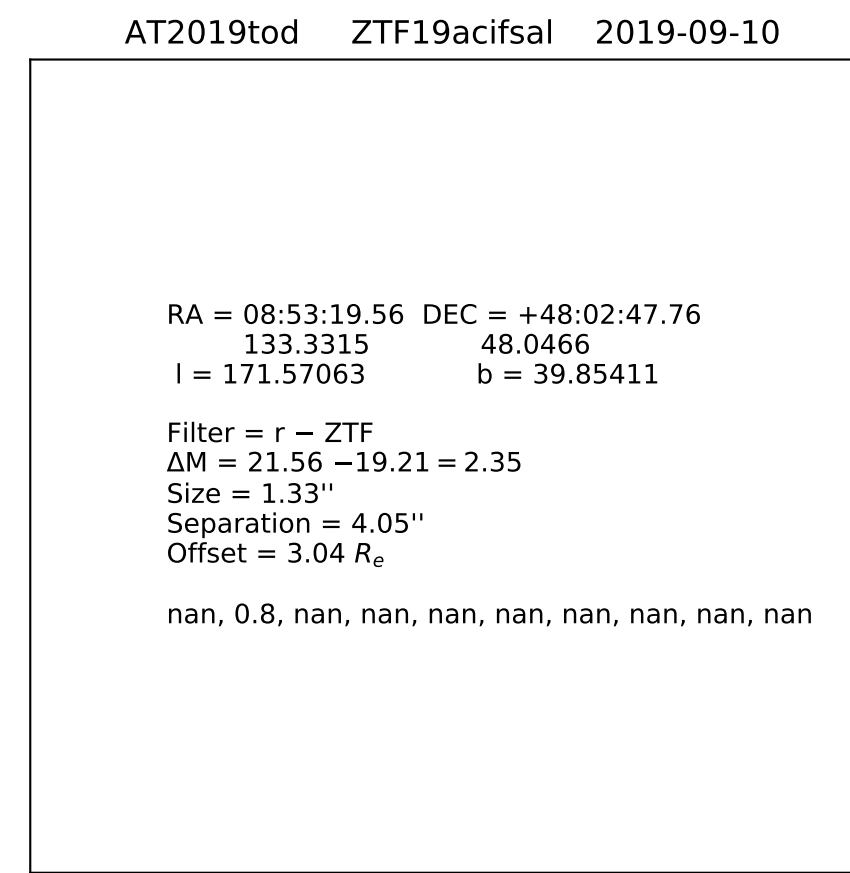 AT2019tod ZTF19acifsal 2019-09-10
RA = 08:53:19.56 DEC = +48:02:47.76
133.3315 48.0466
l = 171.57063 b = 39.85411
Filter = r − ZTF
ΔM = 21.56 −19.21 = 2.35
Size = 1.33''
Separation = 4.05''
Offset = 3.04 Rₑ
nan, 0.8, nan, nan, nan, nan, nan, nan, nan, nan